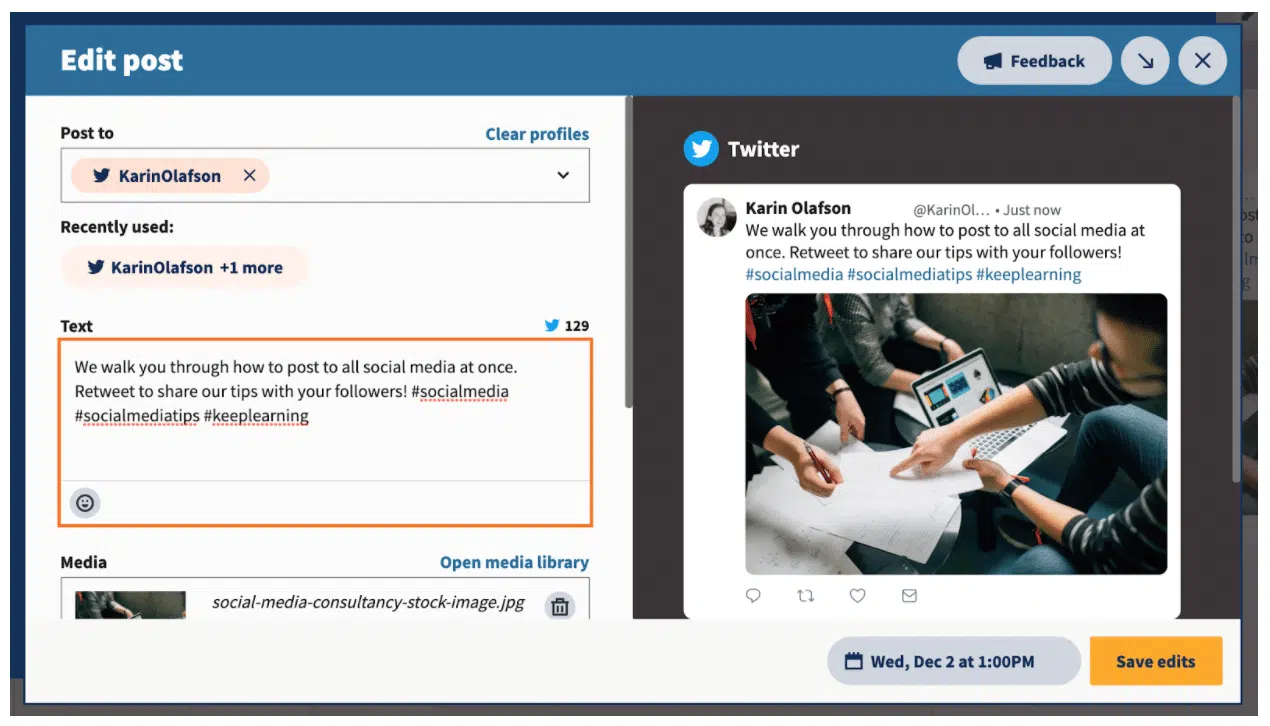 Edit post
Feedback
Post to
Clear profiles
KarinOlafson
Recently used:
KarinOlafson +1 more
Text
129
We walk you through how to post to all social media at once.
Retweet to share our tips with your followers! #socialmedia
#socialmediatips #keeplearning
Media
Open media library
social-media-consultancy-stock-image.jpg
Twitter
Karin Olafson @KarinOl... • Just now
We walk you through how to post to all social media at
once. Retweet to share our tips with your followers!
#socialmedia #socialmediatips #keeplearning
Wed, Dec 2 at 1:00PM
Save edits